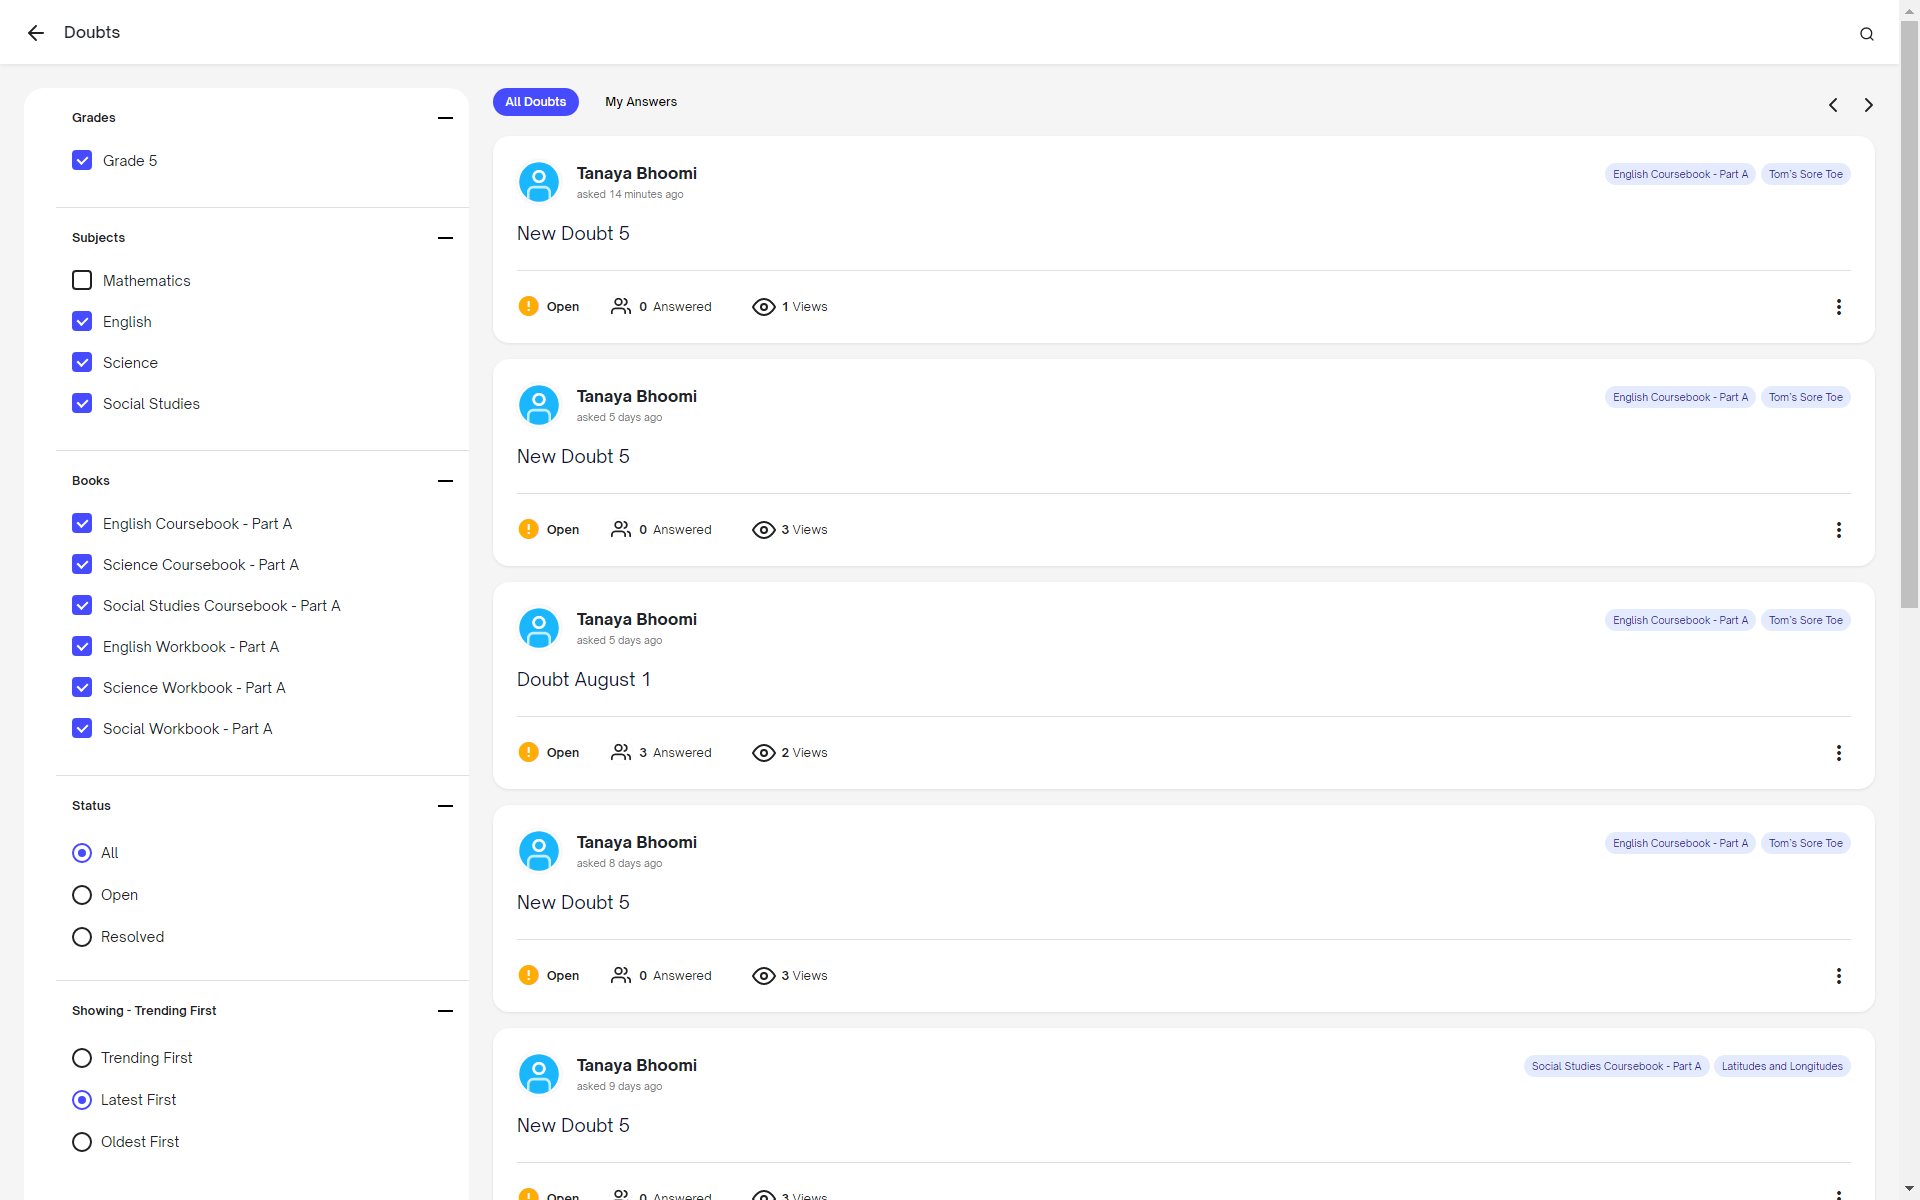 Doubts
Grades
Grade 5
Subjects
Mathematics
English
Science
Social Studies
Books
English Coursebook - Part A
Science Coursebook - Part A
Social Studies Coursebook - Part A
English Workbook - Part A
Science Workbook - Part A
Social Workbook - Part A
Status
All
Open
Resolved
Showing - Trending First
Trending First
Latest First
Oldest First
All Doubts My Answers
Tanaya Bhoomi English Coursebook - Part A Tom's Sore Toe
asked 14 minutes ago
New Doubt 5
Open 0 Answered 1 Views
Tanaya Bhoomi English Coursebook - Part A Tom's Sore Toe
asked 5 days ago
New Doubt 5
Open 0 Answered 3 Views
Tanaya Bhoomi English Coursebook - Part A Tom's Sore Toe
asked 5 days ago
Doubt August 1
Open 3 Answered 2 Views
Tanaya Bhoomi English Coursebook - Part A Tom's Sore Toe
asked 8 days ago
New Doubt 5
Open 0 Answered 3 Views
Tanaya Bhoomi Social Studies Coursebook - Part A Latitudes and Longitudes
asked 9 days ago
New Doubt 5
Open 0 Answered 3 Views